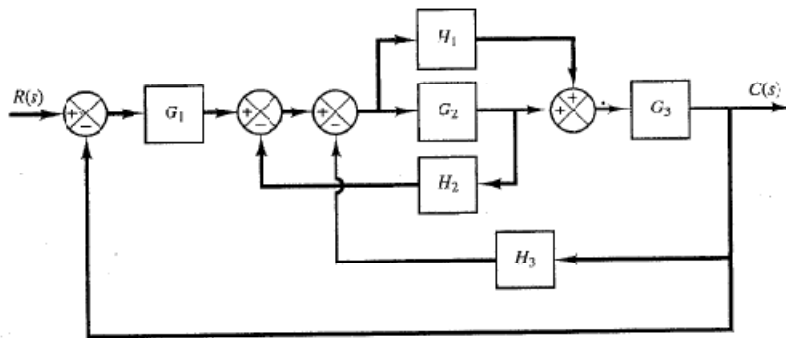 H₁
R(s)
+
−
G₁
+
−
+
−
G₂
+
+
G₃
C(s)
H₂
H₃